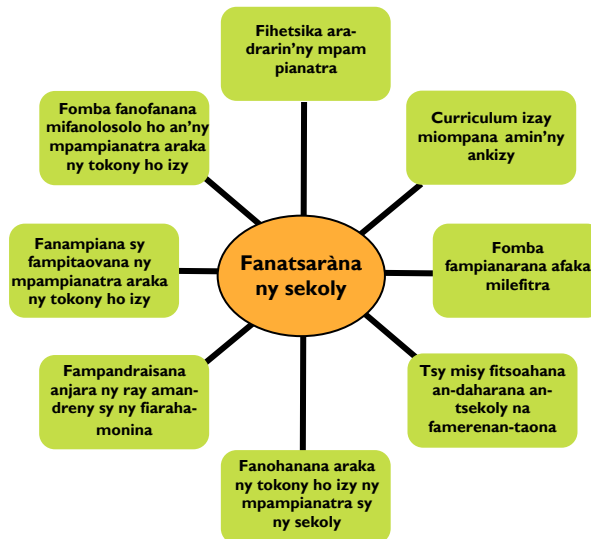 Fihetsika ara-
drarin’ny mpam
pianatra
Curriculum izay
miompana amin’ny
ankizy
Fomba
fampianarana afaka
milefitra
Tsy misy fitsoahana
an-daharana an-
tsekoly na
famerenan-taona
Fanohanana araka
ny tokony ho izy ny
mpampianatra sy
ny sekoly
Fampandraisana
anjara ny ray aman-
dreny sy ny fiaraha-
monina
Fanampiana sy
fampitaovana ny
mpampianatra araka
ny tokony ho izy
Fomba fanofanana
mifanolosolo ho an’ny
mpampianatra araka
ny tokony ho izy
Fanatsaràna
ny sekoly